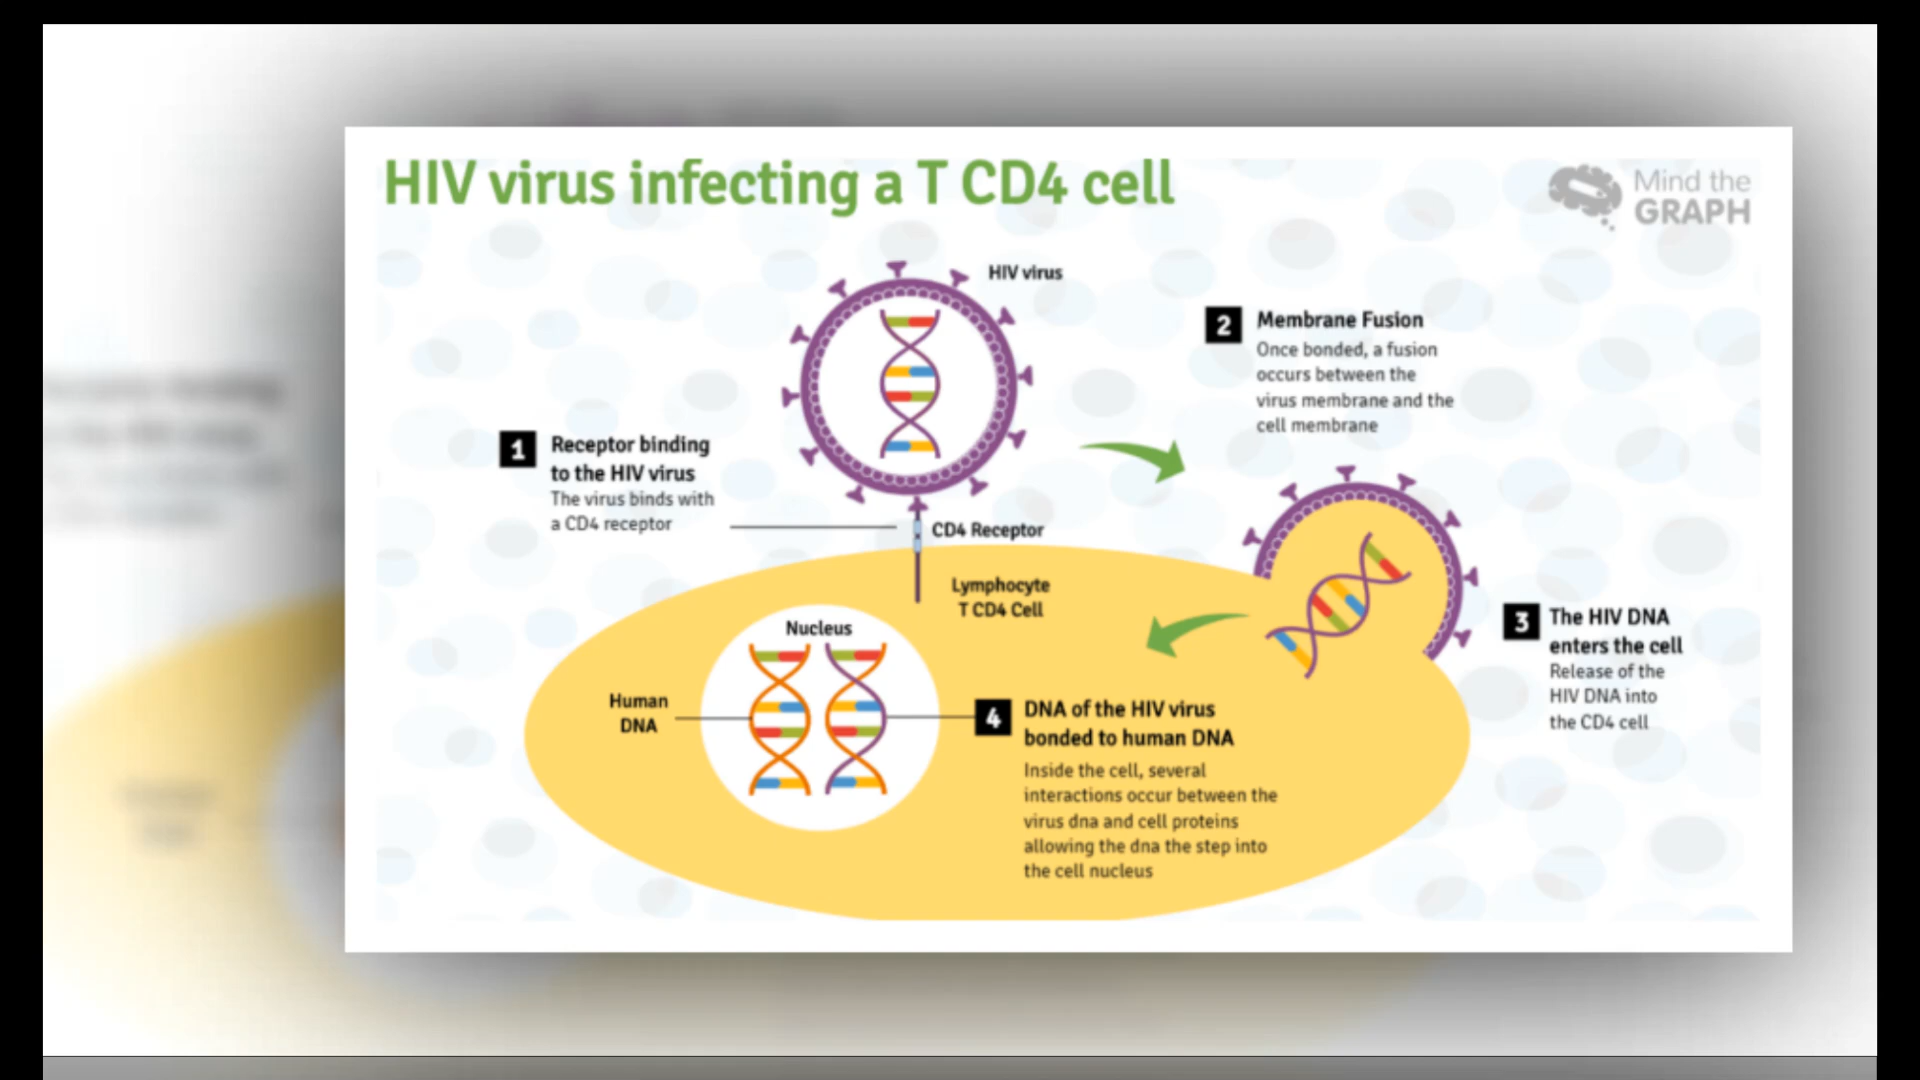 HIV virus infecting a T CD4 cell
Mind the
GRAPH
HIV virus
1
Receptor binding
to the HIV virus
The virus binds with
a CD4 receptor
2
Membrane Fusion
Once bonded, a fusion
occurs between the
virus membrane and the
cell membrane
CD4 Receptor
Lymphocyte
T CD4 Cell
3
The HIV DNA
enters the cell
Release of the
HIV DNA into
the CD4 cell
Nucleus
Human
DNA
4
DNA of the HIV virus
bonded to human DNA
Inside the cell, several
interactions occur between the
virus dna and cell proteins
allowing the dna the step into
the cell nucleus